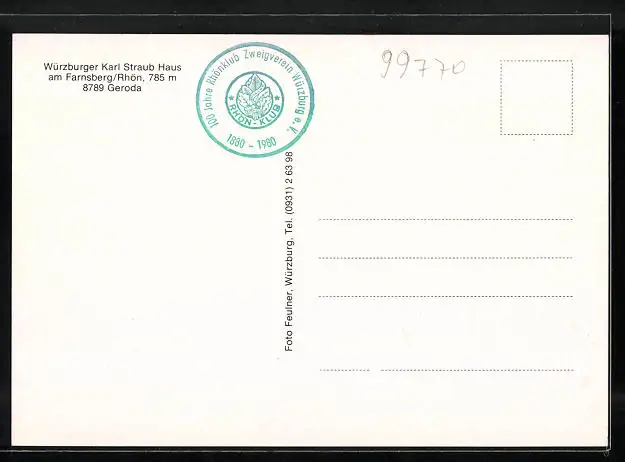 Würzburger Karl Straub Haus
am Farnsberg/Rhön, 785 m
8789 Geroda
100 Jahre Rhönklub Zweigverein Würzburg e.V.
RHÖN-KLUB
1880 - 1980
99770
Foto Feulner, Würzburg, Tel. (0931) 2 63 98